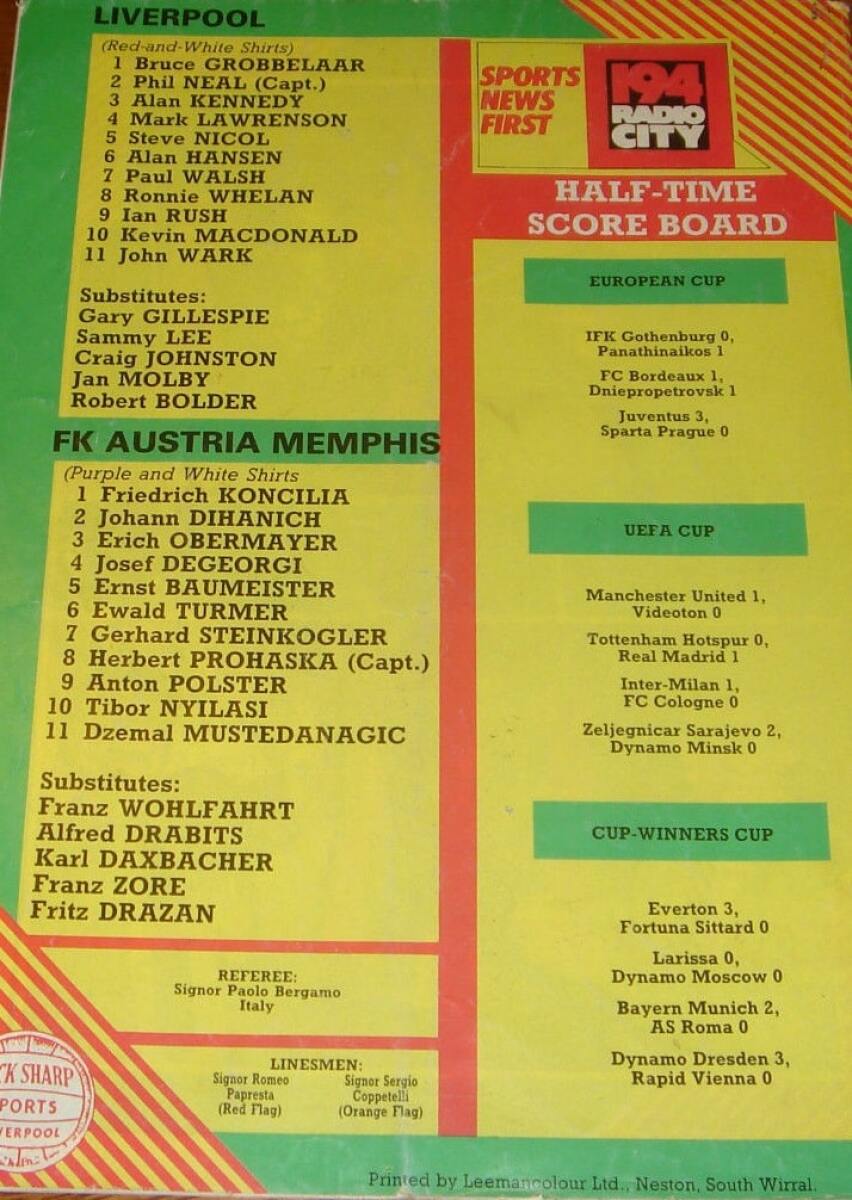 LIVERPOOL
(Red-and-White Shirts)
1 Bruce GROBBELAAR
2 Phil NEAL (Capt.)
3 Alan KENNEDY
4 Mark LAWRENSON
5 Steve NICOL
6 Alan HANSEN
7 Paul WALSH
8 Ronnie WHELAN
9 Ian RUSH
10 Kevin MACDONALD
11 John WARK
Substitutes:
Gary GILLESPIE
Sammy LEE
Craig JOHNSTON
Jan MOLBY
Robert BOLDER
FK AUSTRIA MEMPHIS
(Purple and White Shirts
1 Friedrich KONCILIA
2 Johann DIHANICH
3 Erich OBERMAYER
4 Josef DEGEORGI
5 Ernst BAUMEISTER
6 Ewald TURMER
7 Gerhard STEINKOGLER
8 Herbert PROHASKA (Capt.)
9 Anton POLSTER
10 Tibor NYILASI
11 Dzemal MUSTEDANAGIC
Substitutes:
Franz WOHLFAHRT
Alfred DRABITS
Karl DAXBACHER
Franz ZORE
Fritz DRAZAN
REFEREE:
Signor Paolo Bergamo
Italy
LINESMEN:
Signor Romeo
Papresta
(Red Flag)
Signor Sergio
Coppetelli
(Orange Flag)
SHARP
PORTS
VERPOOL
SPORTS
NEWS
FIRST
194
RADIO
CITY
HALF-TIME
SCORE BOARD
EUROPEAN CUP
IFK Gothenburg 0,
Panathinaikos 1
FC Bordeaux 1,
Dniepropetrovsk 1
Juventus 3,
Sparta Prague 0
UEFA CUP
Manchester United 1,
Videoton 0
Tottenham Hotspur 0,
Real Madrid 1
Inter-Milan 1,
FC Cologne 0
Zeljegnicar Sarajevo 2,
Dynamo Minsk 0
CUP-WINNERS CUP
Everton 3,
Fortuna Sittard 0
Larissa 0,
Dynamo Moscow 0
Bayern Munich 2,
AS Roma 0
Dynamo Dresden 3,
Rapid Vienna 0
Printed by Leemancolour Ltd., Neston, South Wirral.